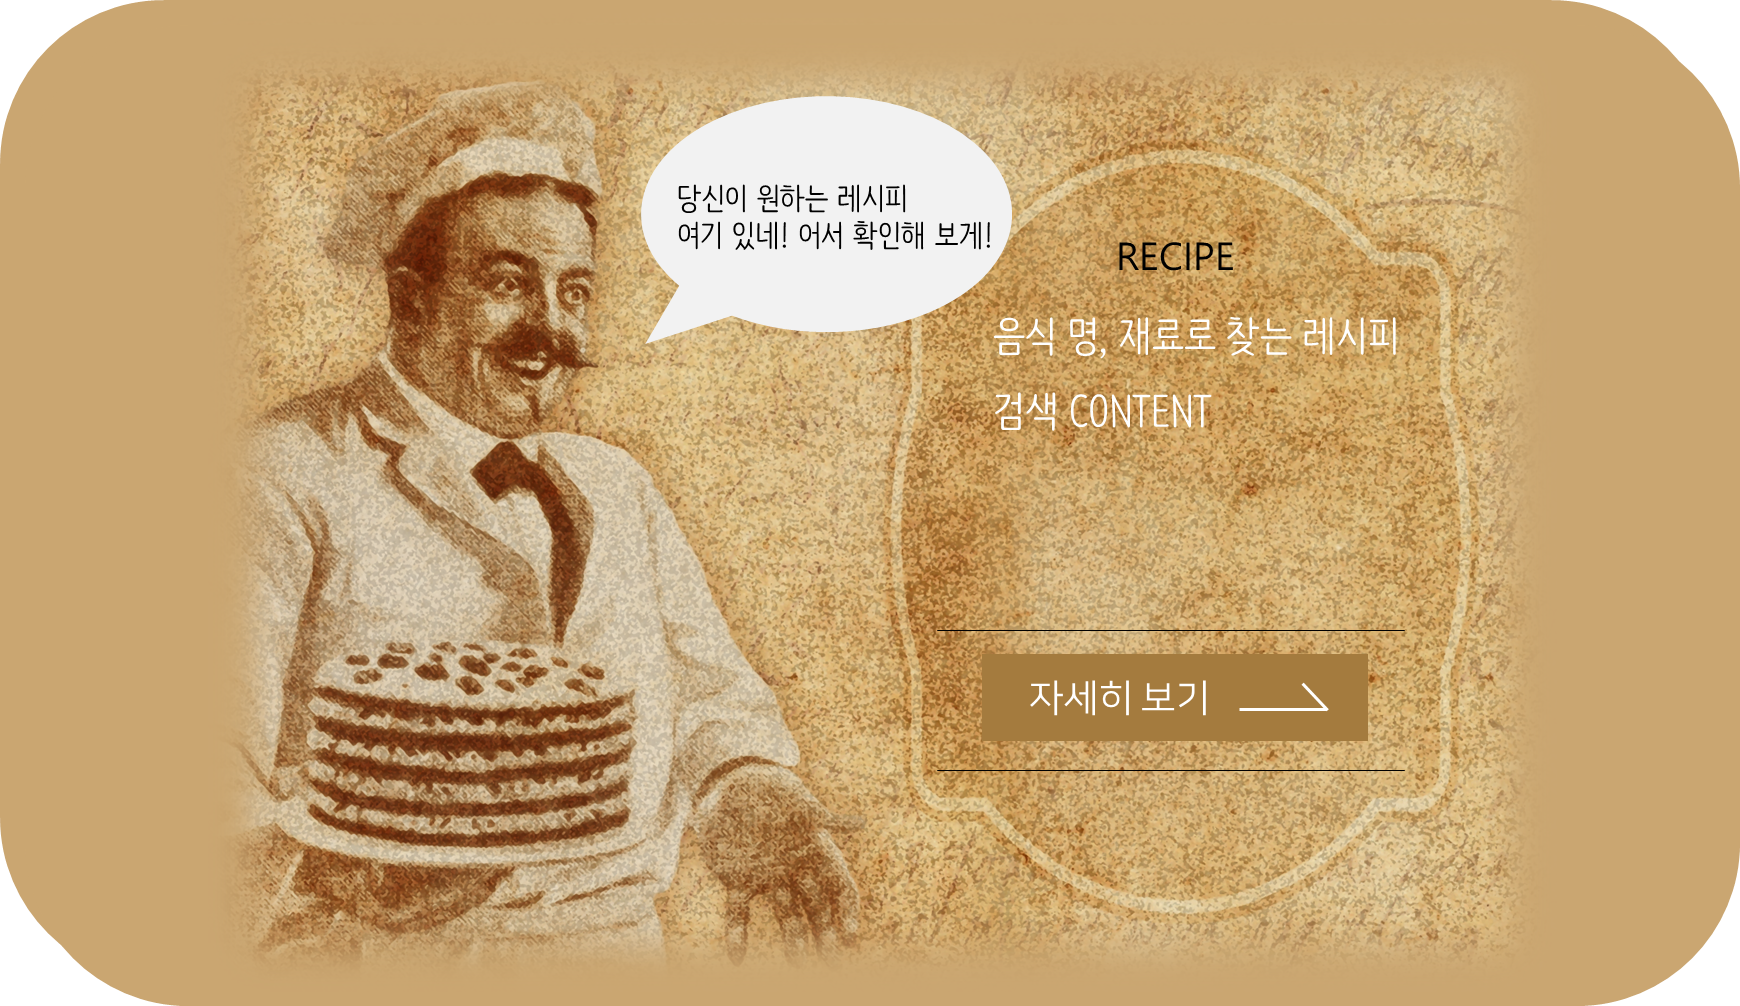 당신이 원하는 레시피
여기 있네! 어서 확인해 보게!
RECIPE
음식 명, 재료로 찾는 레시피
검색 CONTENT
자세히 보기